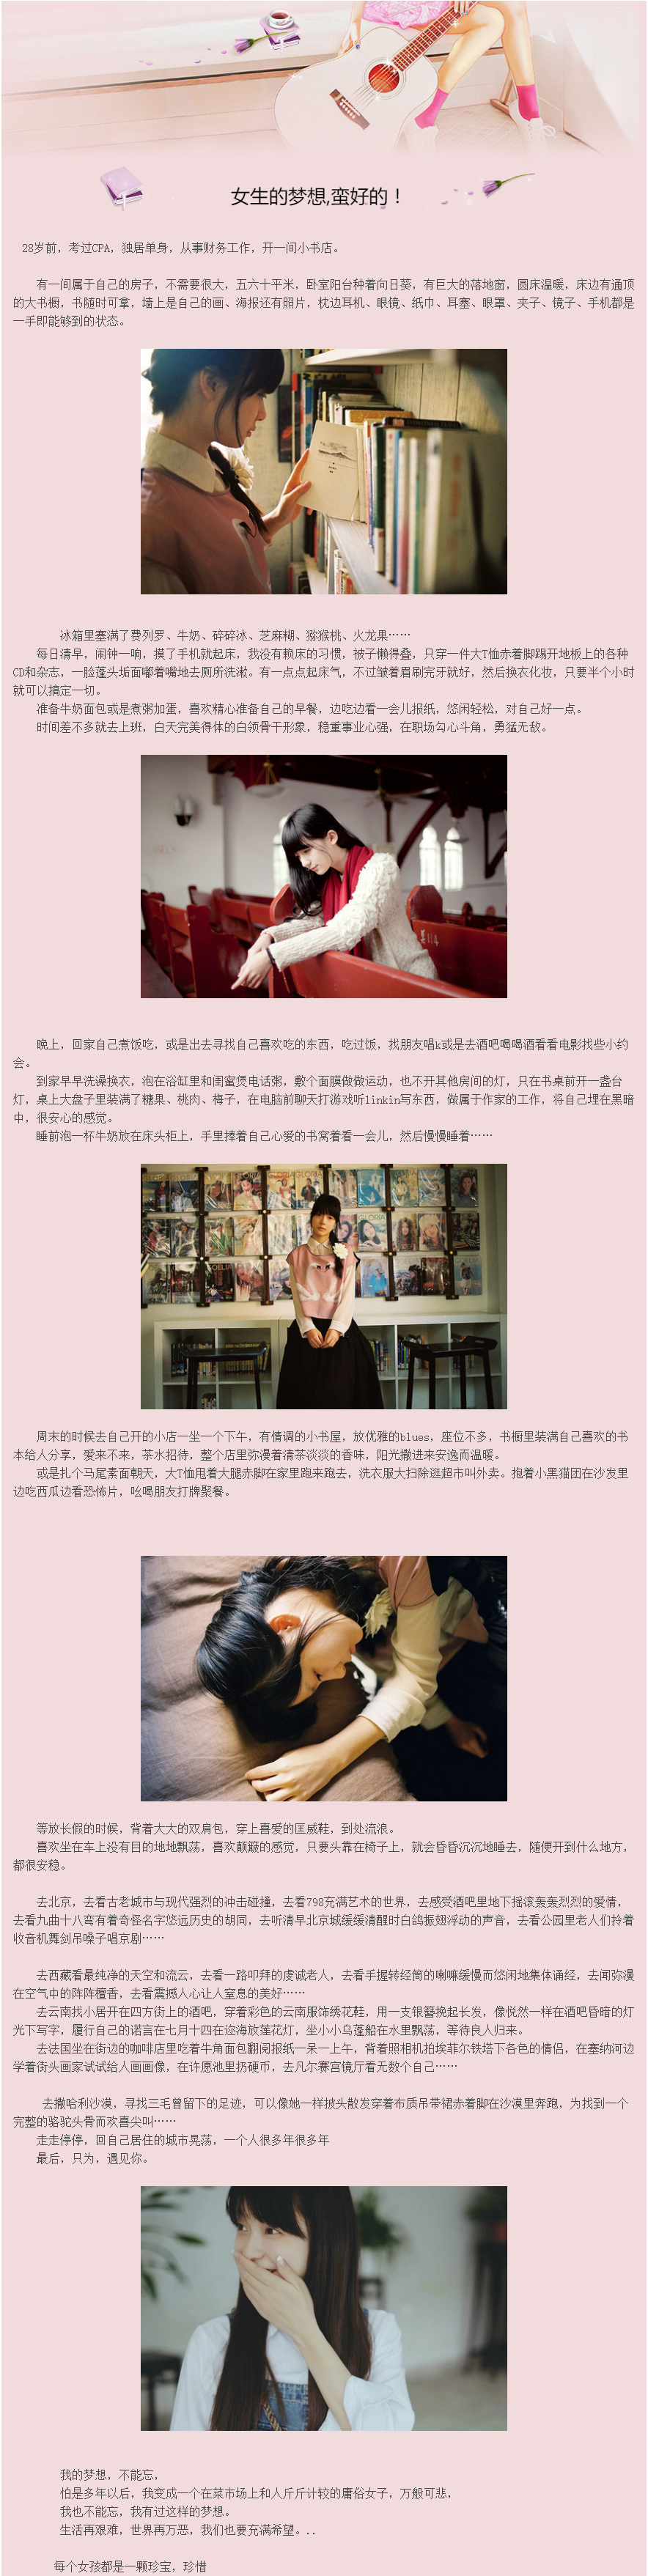 女生的梦想,蛮好的！
28岁前，考过CPA，独居单身，从事财务工作，开一间小书店。
有一间属于自己的房子，不需要很大，五六十平米，卧室阳台种着向日葵，有巨大的落地窗，圆床温暖，床边有通顶
的大书橱，书随时可拿，墙上是自己的画、海报还有照片，枕边耳机、眼镜、纸巾、耳塞、眼罩、夹子、镜子、手机都是
一手即能够到的状态。
冰箱里塞满了费列罗、牛奶、碎碎冰、芝麻糊、猕猴桃、火龙果……
每日清早，闹钟一响，摸了手机就起床，我没有赖床的习惯，被子懒得叠，只穿一件大T恤赤着脚踢开地板上的各种
CD和杂志，一脸蓬头垢面嘟着嘴地去厕所洗漱。有一点点起床气，不过皱着眉刷完牙就好，然后换衣化妆，只要半个小时
就可以搞定一切。
准备牛奶面包或是煮粥加蛋，喜欢精心准备自己的早餐，边吃边看一会儿报纸，悠闲轻松，对自己好一点。
时间差不多就去上班，白天完美得体的白领骨干形象，稳重事业心强，在职场勾心斗角，勇猛无敌。
晚上，回家自己煮饭吃，或是出去寻找自己喜欢吃的东西，吃过饭，找朋友唱k或是去酒吧喝喝酒看看电影找些小约
会。
到家早早洗澡换衣，泡在浴缸里和闺蜜煲电话粥，敷个面膜做做运动，也不开其他房间的灯，只在书桌前开一盏台
灯，桌上大盘子里装满了糖果、桃肉、梅子，在电脑前聊天打游戏听linkin写东西，做属于作家的工作，将自己埋在黑暗
中，很安心的感觉。
睡前泡一杯牛奶放在床头柜上，手里捧着自己心爱的书窝着看一会儿，然后慢慢睡着……
周末的时候去自己开的小店一坐一个下午，有情调的小书屋，放优雅的blues，座位不多，书橱里装满自己喜欢的书
本给人分享，爱来不来，茶水招待，整个店里弥漫着清茶淡淡的香味，阳光撒进来安逸而温暖。
或是扎个马尾素面朝天，大T恤甩着大腿赤脚在家里跑来跑去，洗衣服大扫除逛超市叫外卖。抱着小黑猫团在沙发里
边吃西瓜边看恐怖片，吆喝朋友打牌聚餐。
等放长假的时候，背着大大的双肩包，穿上喜爱的匡威鞋，到处流浪。
喜欢坐在车上没有目的地地飘荡，喜欢颠簸的感觉，只要头靠在椅子上，就会昏昏沉沉地睡去，随便开到什么地方，
都很安稳。
去北京，去看古老城市与现代强烈的冲击碰撞，去看798充满艺术的世界，去感受酒吧里地下摇滚轰轰烈烈的爱情，
去看九曲十八弯有着奇怪名字悠远历史的胡同，去听清早北京城缓缓清醒时白鸽振翅浮动的声音，去看公园里老人们拎着
收音机舞剑吊嗓子唱京剧……
去西藏看最纯净的天空和流云，去看一路叩拜的虔诚老人，去看手握转经筒的喇嘛缓慢而悠闲地集体诵经，去闻弥漫
在空气中的阵阵檀香，去看震撼人心让人窒息的美好……
去云南找小居开在四方街上的酒吧，穿着彩色的云南服饰绣花鞋，用一支银簪挽起长发，像悦然一样在酒吧昏暗的灯
光下写字，履行自己的诺言在七月十四在洱海放莲花灯，坐小小乌蓬船在水里飘荡，等待良人归来。
去法国坐在街边的咖啡店里吃着牛角面包翻阅报纸一呆一上午，背着照相机拍埃菲尔铁塔下各色的情侣，在塞纳河边
学着街头画家试试给人画画像，在许愿池里扔硬币，去凡尔赛宫镜厅看无数个自己……
去撒哈利沙漠，寻找三毛曾留下的足迹，可以像她一样披头散发穿着布质吊带裙赤着脚在沙漠里奔跑，为找到一个
完整的骆驼头骨而欢喜尖叫……
走走停停，回自己居住的城市晃荡，一个人很多年很多年
最后，只为，遇见你。
我的梦想，不能忘，
怕是多年以后，我变成一个在菜市场上和人斤斤计较的庸俗女子，万般可悲，
我也不能忘，我有过这样的梦想。
生活再艰难，世界再万恶，我们也要充满希望。..
每个女孩都是一颗珍宝，珍惜